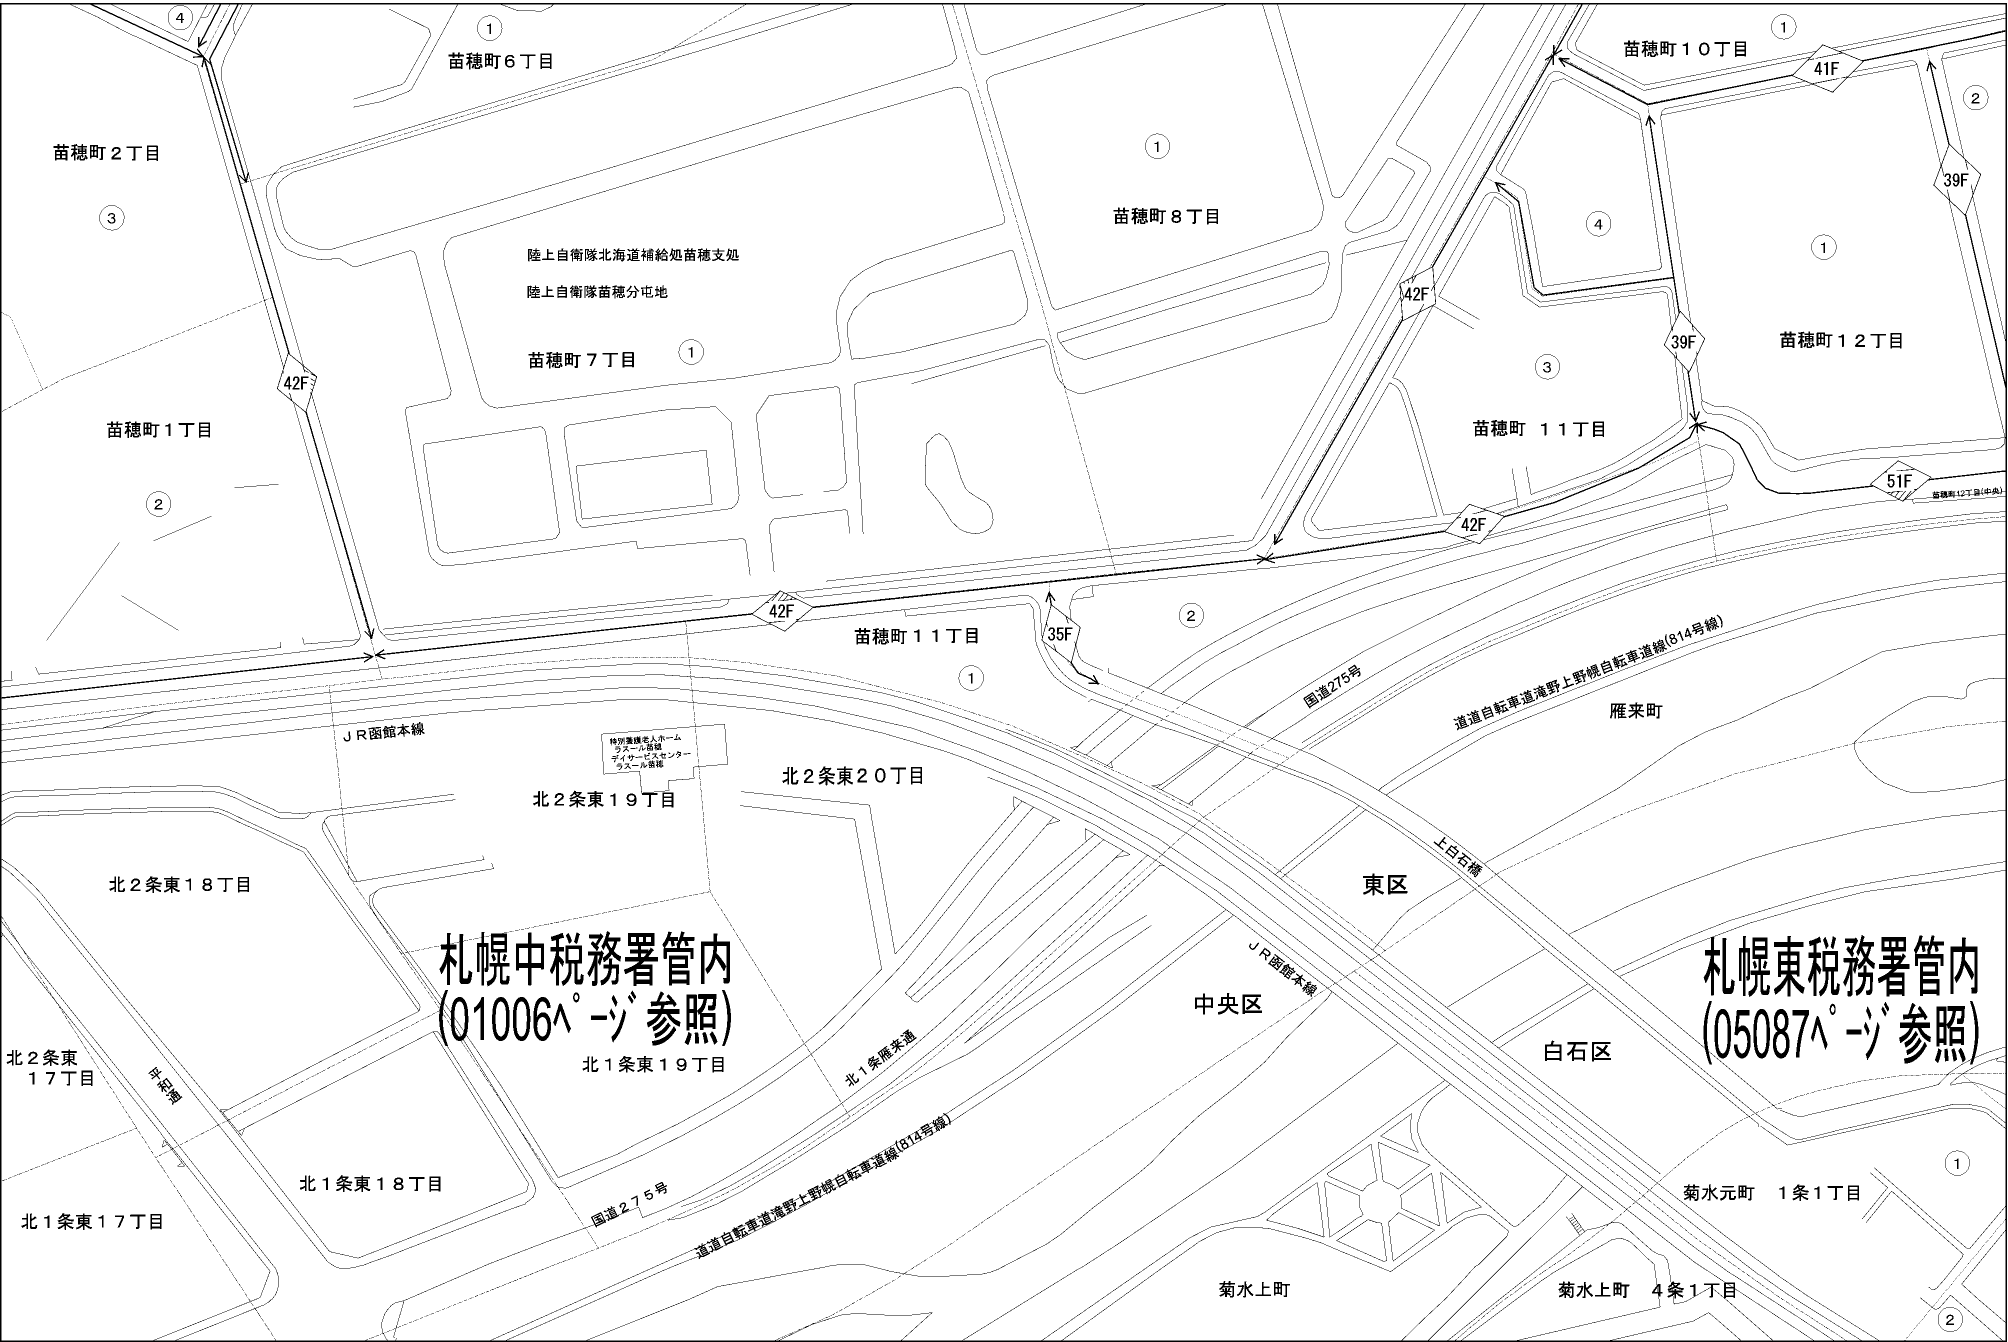 ④
①
苗穂町６丁目
苗穂町１０丁目
①
41F
②
苗穂町２丁目
③
①
苗穂町８丁目
39F
④
①
陸上自衛隊北海道補給処苗穂支処
陸上自衛隊苗穂分屯地
苗穂町７丁目
①
42F
42F
39F
苗穂町１２丁目
③
苗穂町１丁目
苗穂町　１１丁目
②
51F
苗穂町12丁目(中央)
42F
42F
苗穂町１１丁目
35F
②
①
国道275号
道道自転車道滝野上野幌自転車道線(814号線)
雁来町
ＪＲ函館本線
特別養護老人ホーム
ラスール苗穂
デイサービスセンター
ラスール苗穂
北２条東１９丁目
北２条東２０丁目
上白石橋
北２条東１８丁目
東区
札幌中税務署管内
(01006ﾍﾟｰｼﾞ参照)
ＪＲ函館本線
中央区
札幌東税務署管内
(05087ﾍﾟｰｼﾞ参照)
白石区
北２条東
１７丁目
平和通
北１条東１９丁目
北１条雁来通
道道自転車道滝野上野幌自転車道線(814号線)
北１条東１８丁目
国道２７５号
北１条東１７丁目
①
菊水元町　１条１丁目
菊水上町
菊水上町　４条１丁目
②